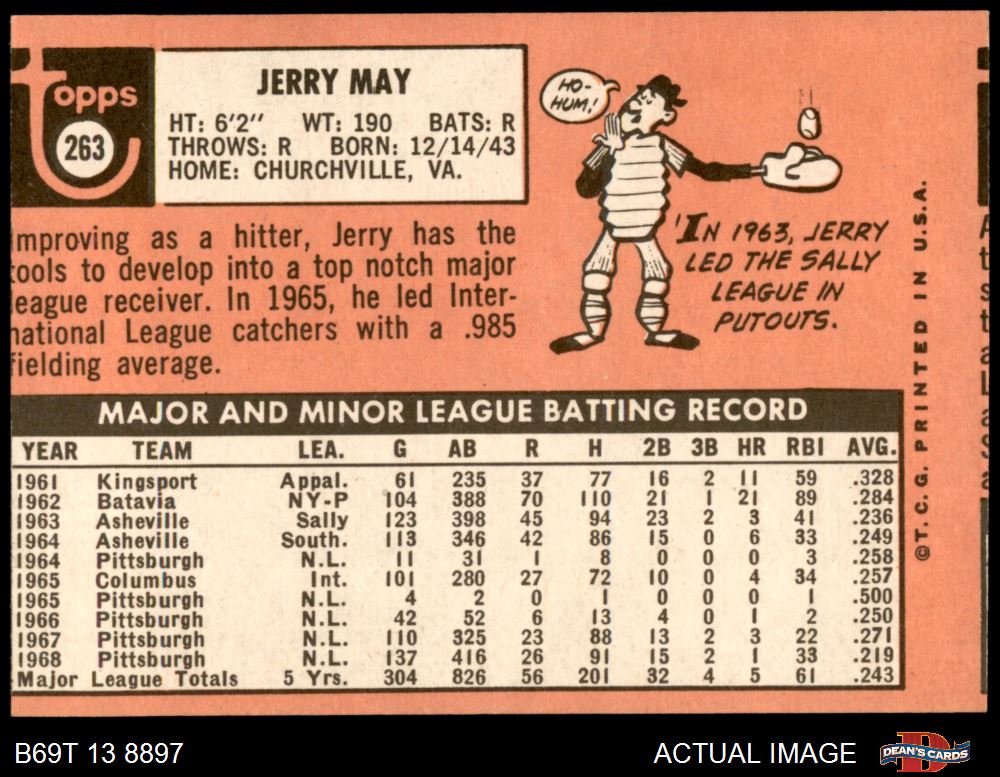 topps
263
JERRY MAY
HT: 6'2" WT: 190 BATS: R
THROWS: R BORN: 12/14/43
HOME: CHURCHVILLE, VA.
mproving as a hitter, Jerry has the
tools to develop into a top notch major
league receiver. In 1965, he led Inter-
national League catchers with a .985
fielding average.
HO-
HUM!
IN 1963, JERRY
LED THE SALLY
LEAGUE IN
PUTOUTS.
©T. C. G. PRINTED IN U.S.A.
MAJOR AND MINOR LEAGUE BATTING RECORD
YEAR TEAM LEA. G AB R H 2B 3B HR RBI AVG.
1961 Kingsport Appal. 61 235 37 77 16 2 11 59 .328
1962 Batavia NY-P 104 388 70 110 21 1 21 89 .284
1963 Asheville Sally 123 398 45 94 23 2 3 41 .236
1964 Asheville South. 113 346 42 86 15 0 6 33 .249
1964 Pittsburgh N.L. 11 31 1 8 0 0 0 3 .258
1965 Columbus Int. 101 280 27 72 10 0 4 34 .257
1965 Pittsburgh N.L. 4 2 0 1 0 0 0 1 .500
1966 Pittsburgh N.L. 42 52 6 13 4 0 1 2 .250
1967 Pittsburgh N.L. 110 325 23 88 13 2 3 22 .271
1968 Pittsburgh N.L. 137 416 26 91 15 2 1 33 .219
Major League Totals 5 Yrs. 304 826 56 201 32 4 5 61 .243
B69T 13 8897
ACTUAL IMAGE
DEAN'S CARDS